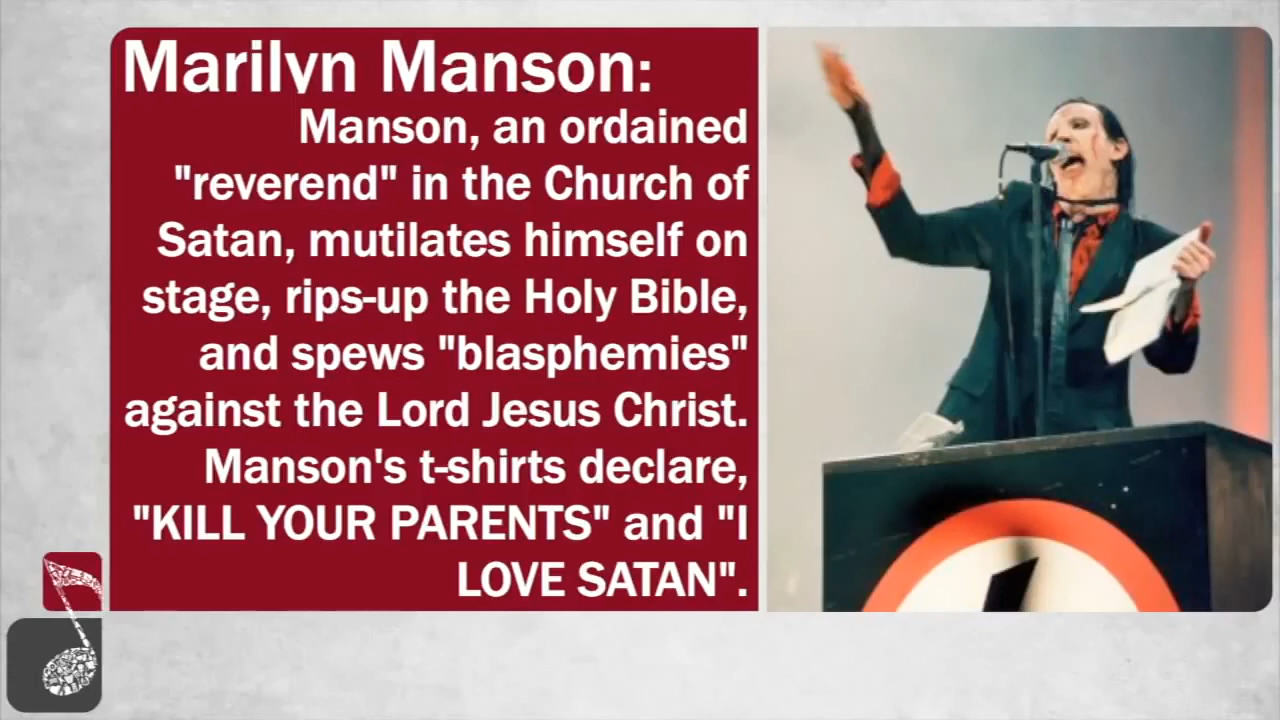 Marilyn Manson:
Manson, an ordained
"reverend" in the Church of
Satan, mutilates himself on
stage, rips-up the Holy Bible,
and spews "blasphemies"
against the Lord Jesus Christ.
Manson's t-shirts declare,
"KILL YOUR PARENTS" and "I
LOVE SATAN".